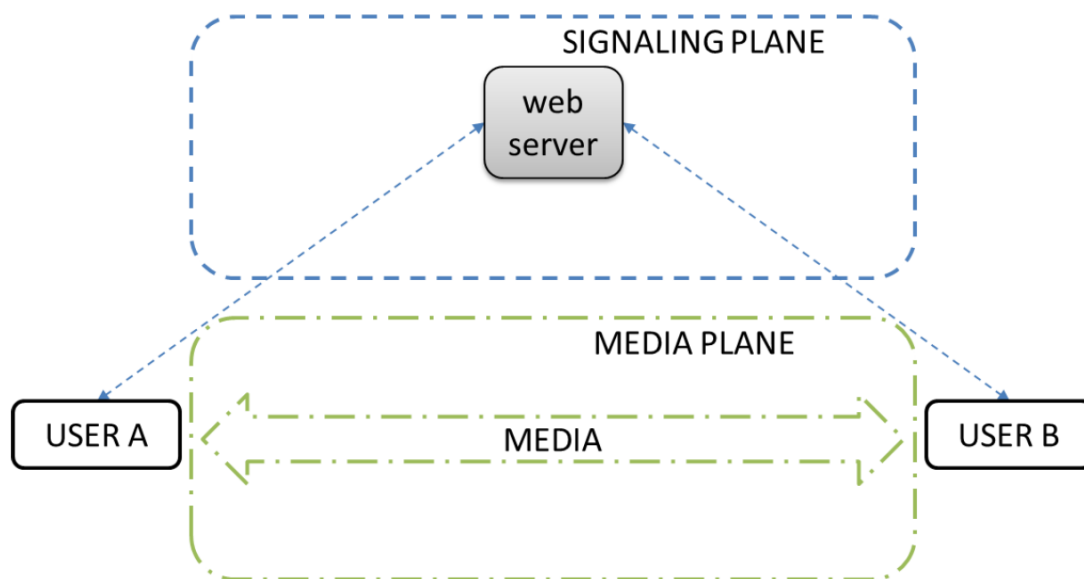 SIGNALING PLANE
web
server
MEDIA PLANE
USER A
MEDIA
USER B